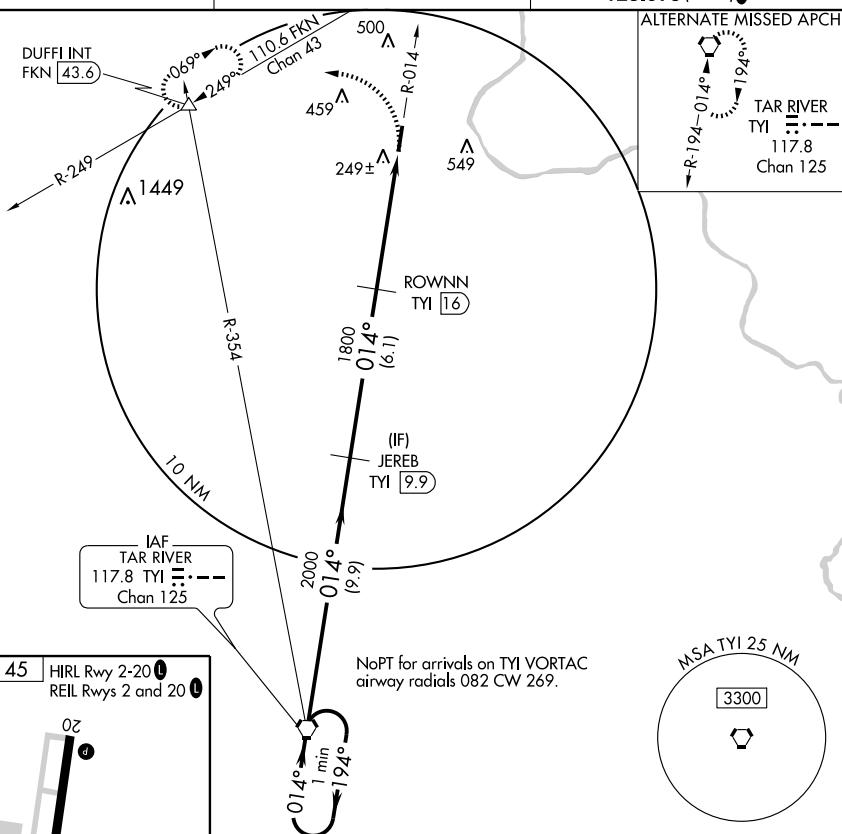 ALTERNATE MISSED APCH
194°
R-194
014°
TAR RIVER
TYI
117.8
Chan 125
DUFFI INT
FKN 43.6
069°
249°
110.6 FKN
Chan 43
R-249
1449
500
459
249±
549
R-014
R-354
ROWNN
TYI 16
1800
014°
(6.1)
(IF)
JEREB
TYI 9.9
10 NM
2000
014°
(9.9)
IAF
TAR RIVER
117.8 TYI
Chan 125
NoPT for arrivals on TYI VORTAC
airway radials 082 CW 269.
014°
1 min
194°
MSA TYI 25 NM
3300
45
HIRL Rwy 2-20 L
REIL Rwys 2 and 20 L
20
P